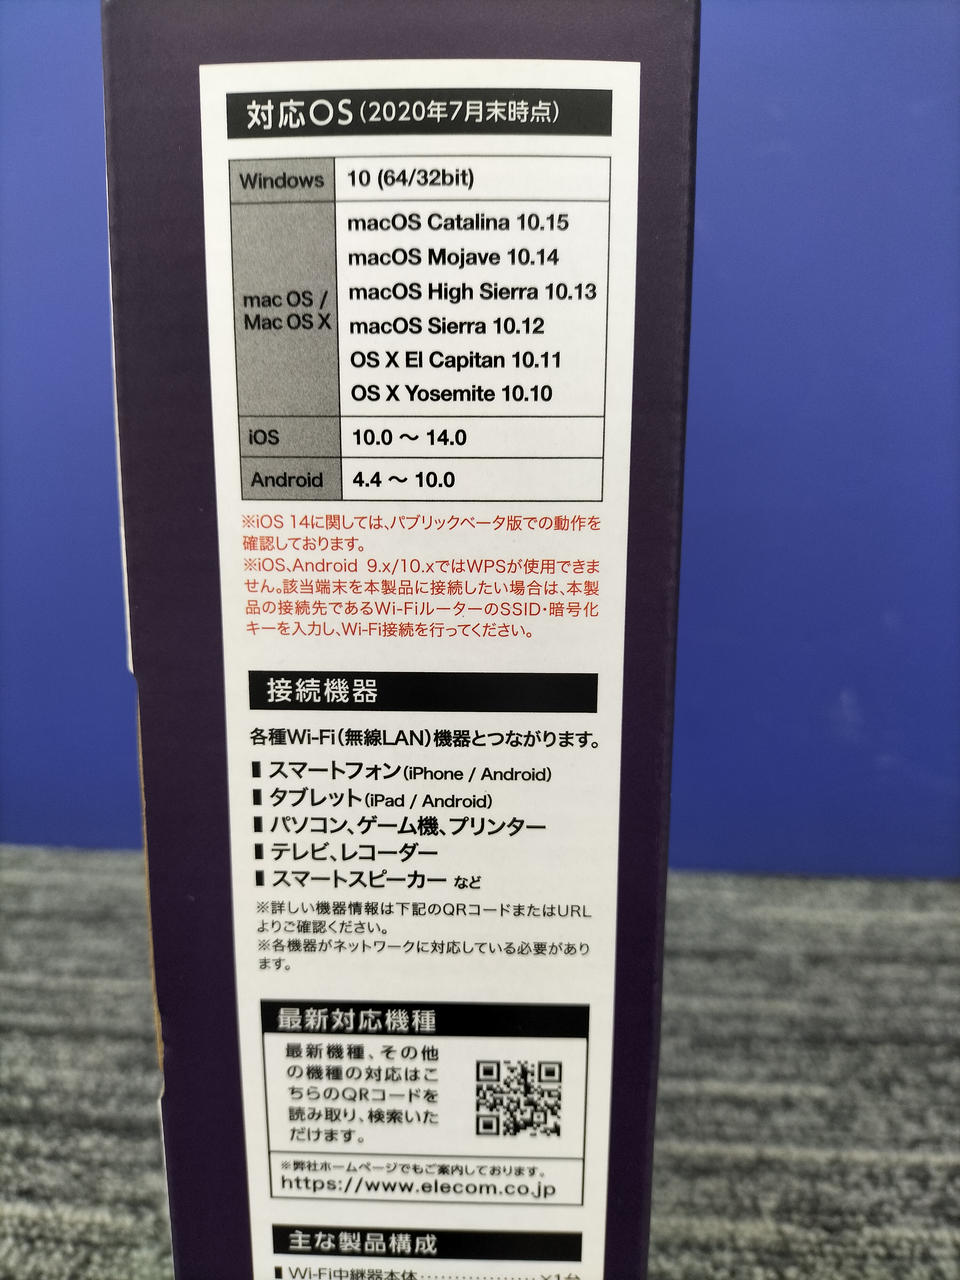 対応OS(2020年7月末時点)
Windows 10 (64/32bit)
mac OS /
Mac OS X
macOS Catalina 10.15
macOS Mojave 10.14
macOS High Sierra 10.13
macOS Sierra 10.12
OS X El Capitan 10.11
OS X Yosemite 10.10
iOS 10.0 〜 14.0
Android 4.4 〜 10.0
※iOS 14に関しては、パブリックベータ版での動作を
確認しております。
※iOS、Android 9.x/10.xではWPSが使用できま
せん。該当端末を本製品に接続したい場合は、本製
品の接続先であるWi-FiルーターのSSID・暗号化
キーを入力し、Wi-Fi接続を行ってください。
接続機器
各種Wi-Fi(無線LAN)機器とつながります。
▮スマートフォン(iPhone / Android)
▮タブレット(iPad / Android)
▮パソコン、ゲーム機、プリンター
▮テレビ、レコーダー
▮スマートスピーカー など
※詳しい機器情報は下記のQRコードまたはURL
よりご確認ください。
※各機器がネットワークに対応している必要があり
ます。
最新対応機種
最新機種、その他
の機種の対応はこ
ちらのQRコードを
読み取り、検索いた
だけます。
※弊社ホームページでもご案内しております。
https://www.elecom.co.jp
主な製品構成
▮Wi-Fi中継器本体………………×1台